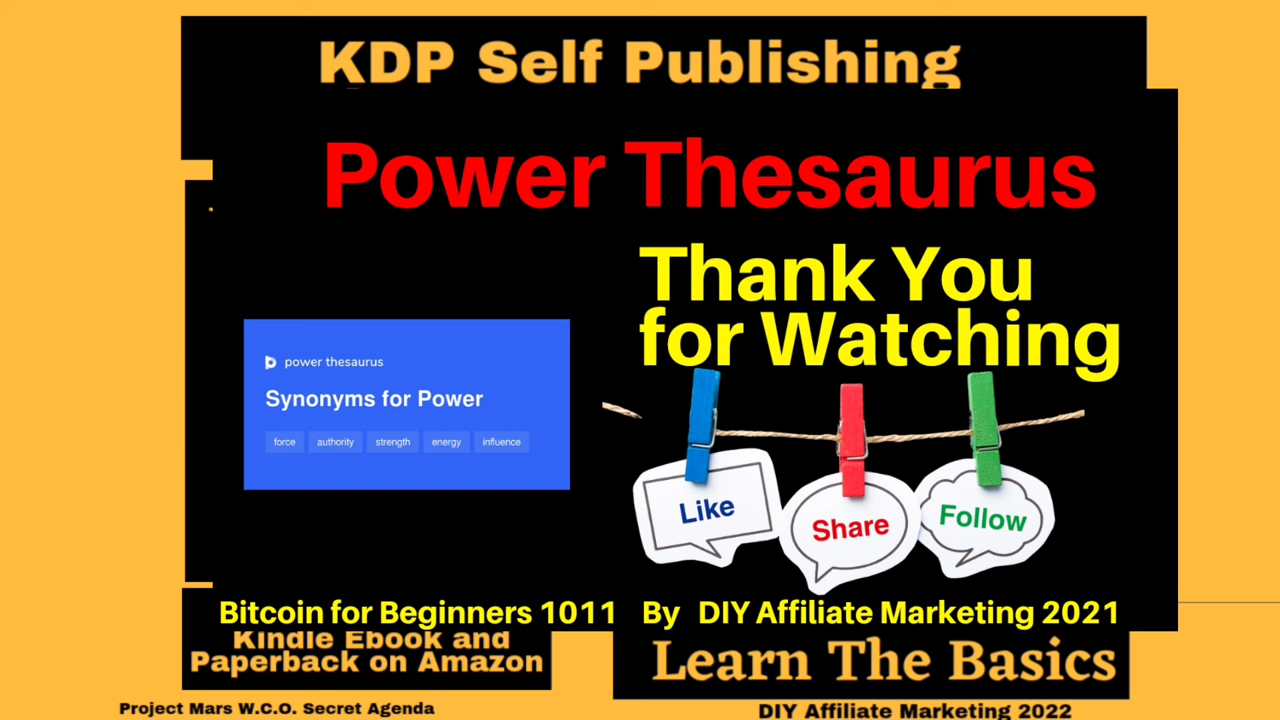 KDP Self Publishing
Power Thesaurus
Thank You
for Watching
power thesaurus
Synonyms for Power
force authority strength energy influence
Like
Share
Follow
Bitcoin for Beginners 1011 By DIY Affiliate Marketing 2021
Kindle Ebook and
Paperback on Amazon
Learn The Basics
Project Mars W.C.O. Secret Agenda
DIY Affiliate Marketing 2022